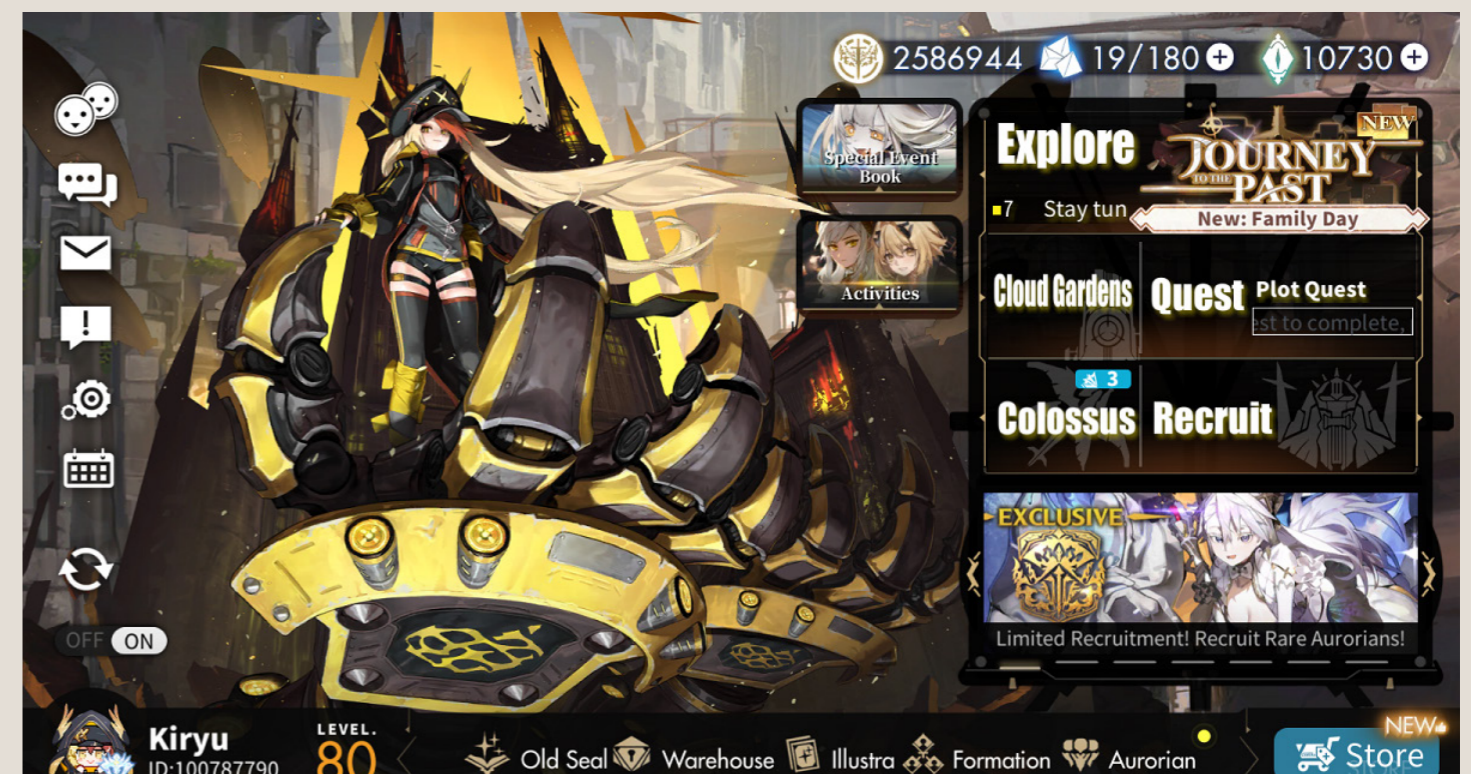 2586944 19/180 10730
Special Event
Book
Activities
Explore
NEW
JOURNEY
TO THE
PAST
7 Stay tun
New: Family Day
Cloud Gardens
Quest
Plot Quest
est to complete,
3
Colossus
Recruit
EXCLUSIVE
Limited Recruitment! Recruit Rare Aurorians!
OFF ON
Kiryu
ID:100787790
LEVEL.
80
Old Seal Warehouse Illustra Formation Aurorian
NEW
Store